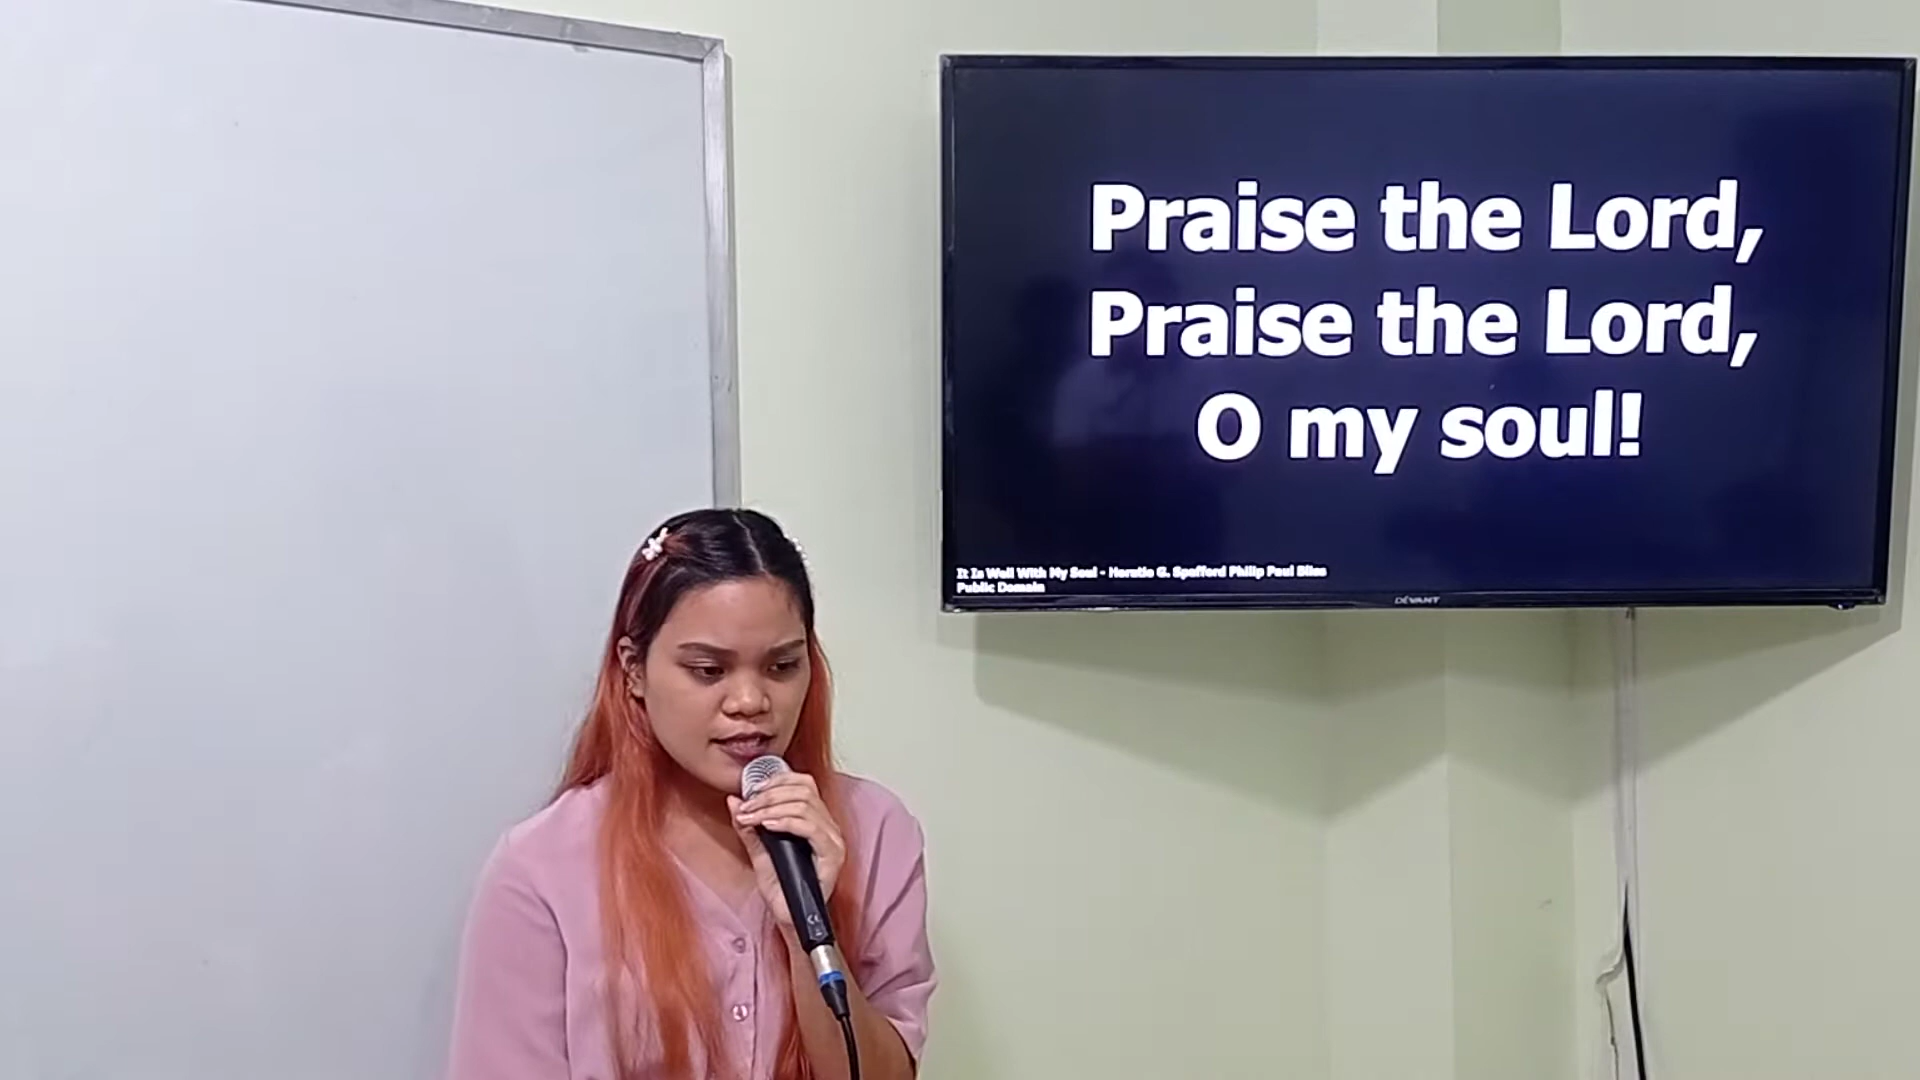 Praise the Lord,
Praise the Lord,
O my soul!
It Is Well With My Soul - Horatio G. Spafford Philip Paul Bliss
Public Domain
DEVANT